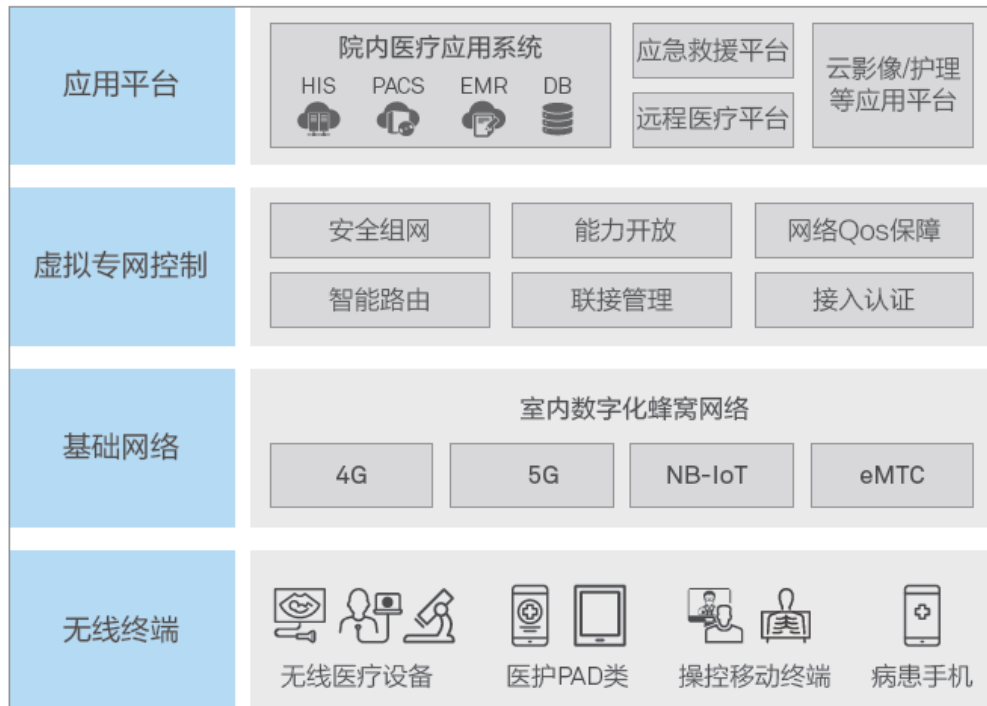 应用平台
院内医疗应用系统
HIS PACS EMR DB
应急救援平台
远程医疗平台
云影像/护理
等应用平台
虚拟专网控制
安全组网 能力开放 网络Qos保障
智能路由 联接管理 接入认证
基础网络
室内数字化蜂窝网络
4G 5G NB-IoT eMTC
无线终端
无线医疗设备 医护PAD类 操控移动终端 病患手机